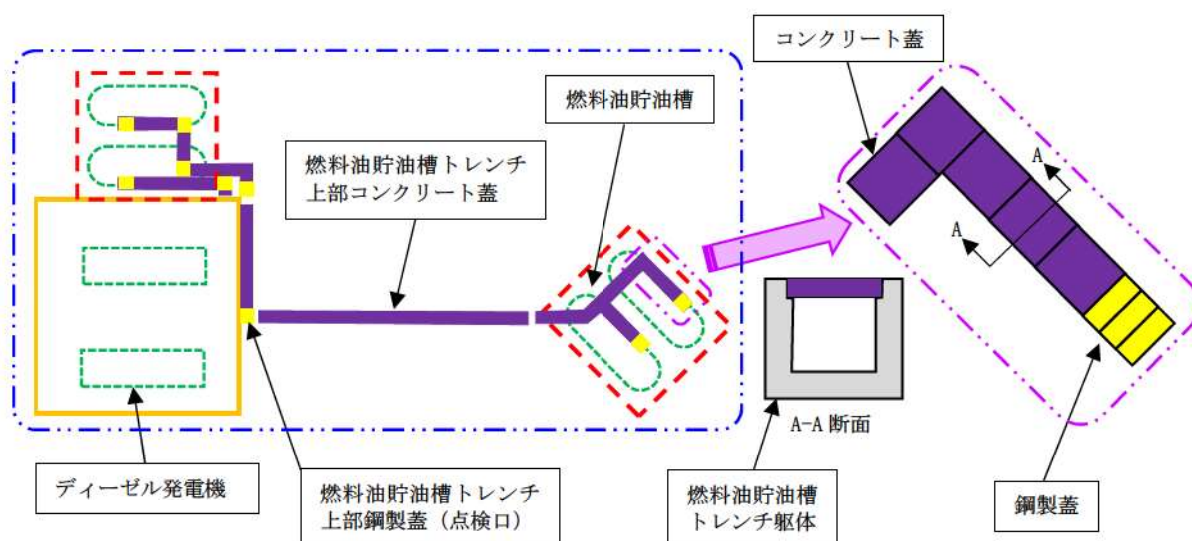 コンクリート蓋
燃料油貯油槽
燃料油貯油槽トレンチ
上部コンクリート蓋
A
A
A-A 断面
ディーゼル発電機
燃料油貯油槽トレンチ
上部鋼製蓋（点検口）
燃料油貯油槽
トレンチ躯体
鋼製蓋